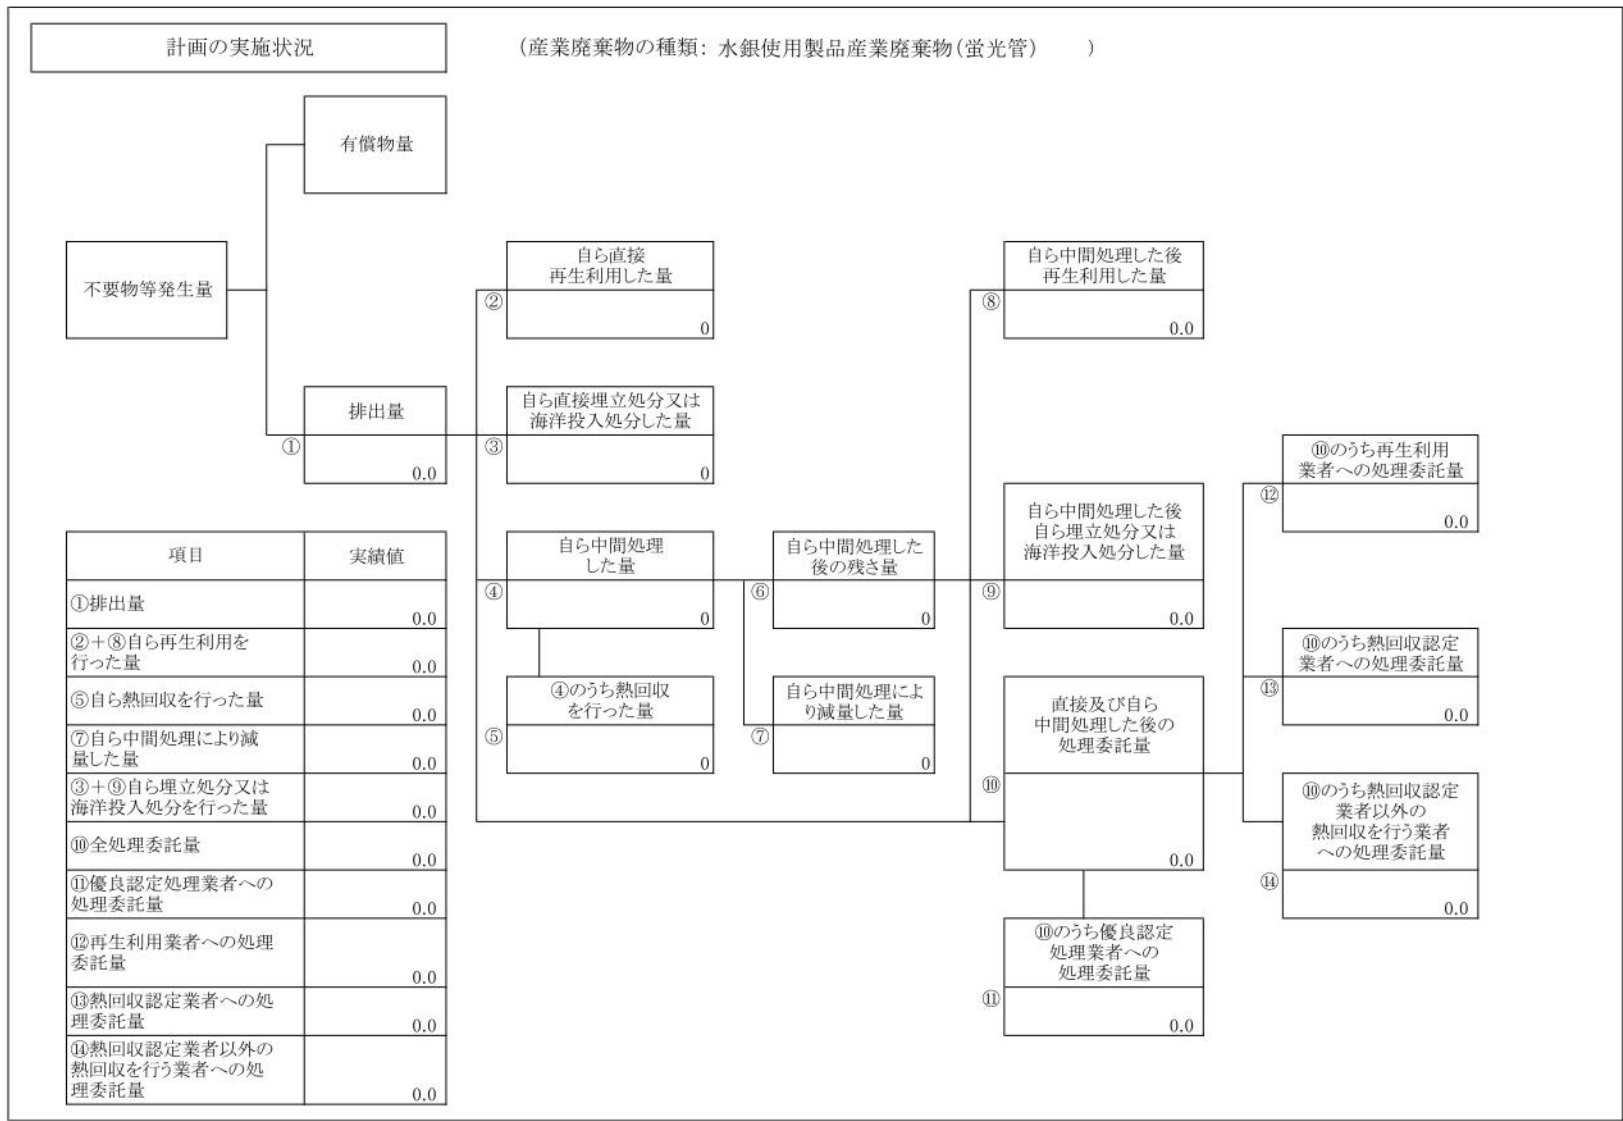 計画の実施状況
(産業廃棄物の種類: 水銀使用製品産業廃棄物(蛍光管) )
有償物量
不要物等発生量
排出量
①
0.0
自ら直接
再生利用した量
②
0
自ら直接埋立処分又は
海洋投入処分した量
③
0
自ら中間処理
した量
④
0
④のうち熱回収
を行った量
⑤
0
自ら中間処理した
後の残さ量
⑥
0
自ら中間処理によ
り減量した量
⑦
0
自ら中間処理した後
再生利用した量
⑧
0.0
自ら中間処理した後
自ら埋立処分又は
海洋投入処分した量
⑨
0.0
直接及び自ら
中間処理した後の
処理委託量
⑩
0.0
⑩のうち優良認定
処理業者への
処理委託量
⑪
0.0
⑩のうち再生利用
業者への処理委託量
⑫
0.0
⑩のうち熱回収認定
業者への処理委託量
⑬
0.0
⑩のうち熱回収認定
業者以外の
熱回収を行う業者
への処理委託量
⑭
0.0
項目 実績値
①排出量
0.0
②+⑧自ら再生利用を
行った量
0.0
⑤自ら熱回収を行った量
0.0
⑦自ら中間処理により減
量した量
0.0
③+⑨自ら埋立処分又は
海洋投入処分を行った量
0.0
⑩全処理委託量
0.0
⑪優良認定処理業者への
処理委託量
0.0
⑫再生利用業者への処理
委託量
0.0
⑬熱回収認定業者への処
理委託量
0.0
⑭熱回収認定業者以外の
熱回収を行う業者への処
理委託量
0.0